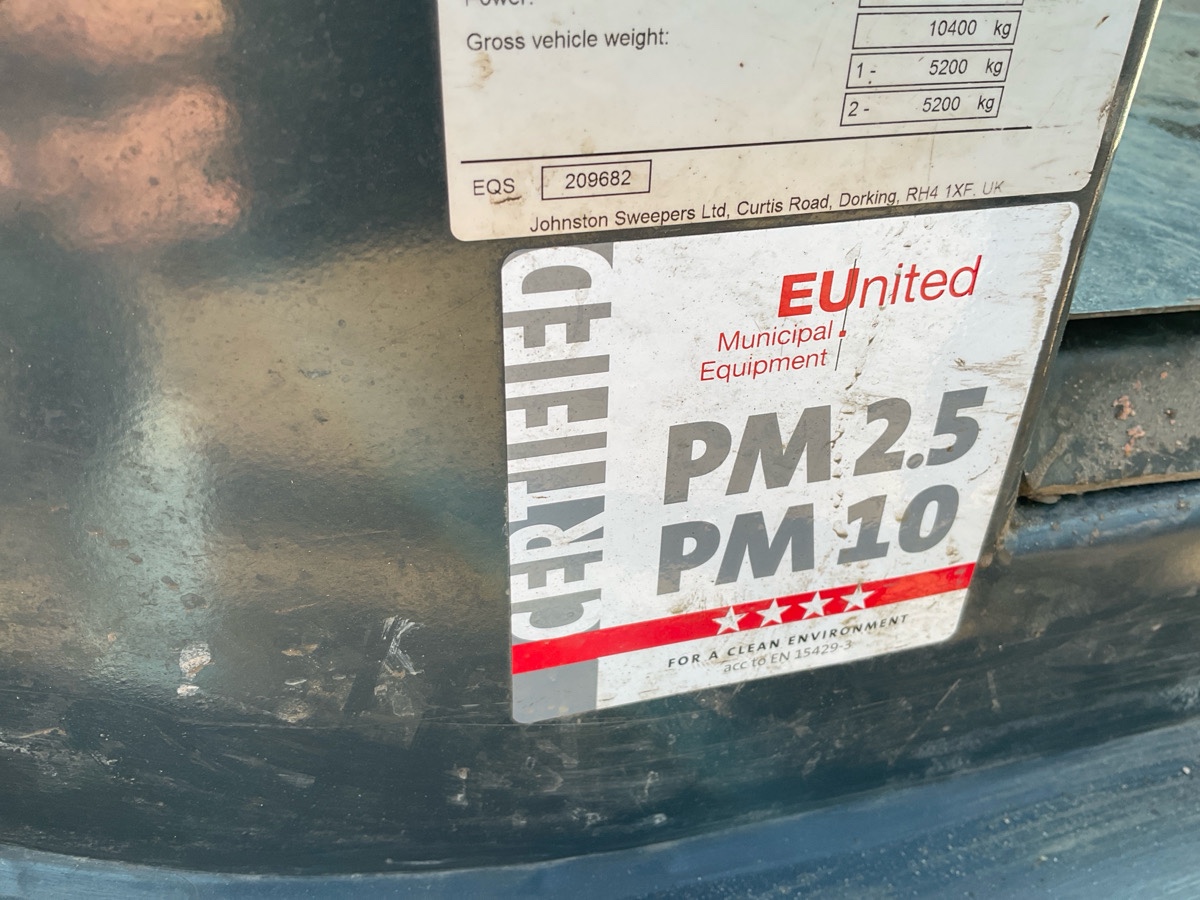 Power:
Gross vehicle weight:
10400 kg
1 - 5200 kg
2 - 5200 kg
EQS 209682
Johnston Sweepers Ltd, Curtis Road, Dorking, RH4 1XF. UK
CERTIFIED
EUnited
Municipal
Equipment
PM 2.5
PM 10
FOR A CLEAN ENVIRONMENT
acc to EN 15429-3